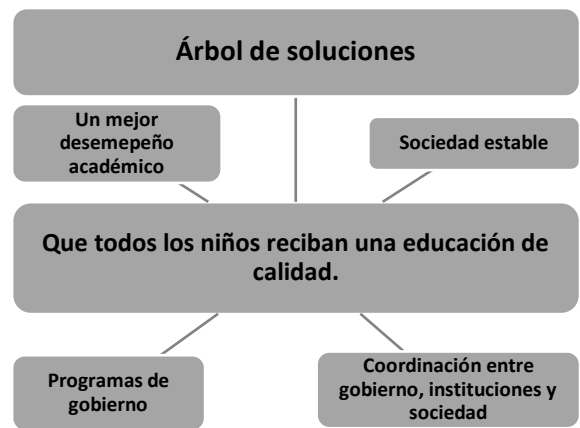 Árbol de soluciones
Un mejor
desemepeño
académico
Sociedad estable
Que todos los niños reciban una educación de
calidad.
Programas de
gobierno
Coordinación entre
gobierno, instituciones y
sociedad